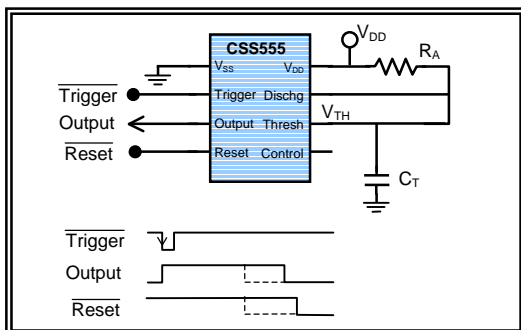 CSS555
VDD
RA
VSS VDD
Trigger Trigger Dischg
Output Output Thresh VTH
Reset Reset Control
CT
Trigger
Output
Reset